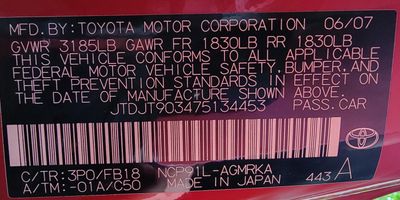 MFD. BY: TOYOTA MOTOR CORPORATION 06/07
GVWR 3185LB GAWR FR 1830LB RR 1830LB
THIS VEHICLE CONFORMS TO ALL APPLICABLE
FEDERAL MOTOR VEHICLE SAFETY, BUMPER, AND
THEFT PREVENTION STANDARDS IN EFFECT ON
THE DATE OF MANUFACTURE SHOWN ABOVE.
JTDJT903475134453 PASS.CAR
C/TR: 3P0/FB18 NCP91L-AGMRKA
A/TM: -01A/C50 MADE IN JAPAN 443 A
TOYOTA